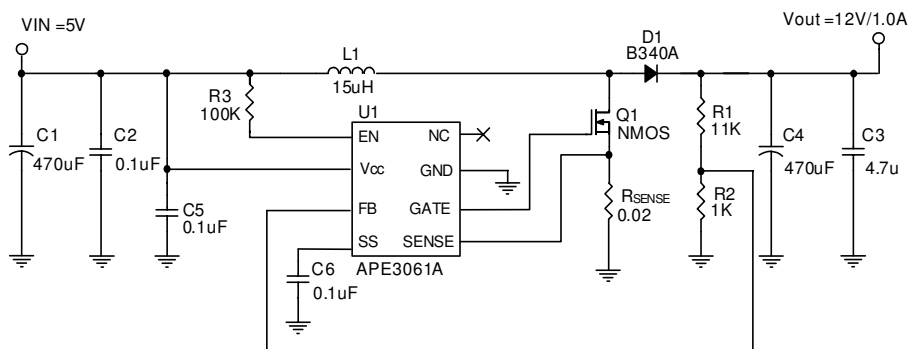 VIN =5V
Vout =12V/1.0A
L1
15uH
D1
B340A
R3
100K
U1
EN
NC
Vcc
GND
FB
GATE
SS
SENSE
APE3061A
Q1
NMOS
R1
11K
R2
1K
RSENSE
0.02
C1
470uF
C2
0.1uF
C5
0.1uF
C6
0.1uF
C4
470uF
C3
4.7u